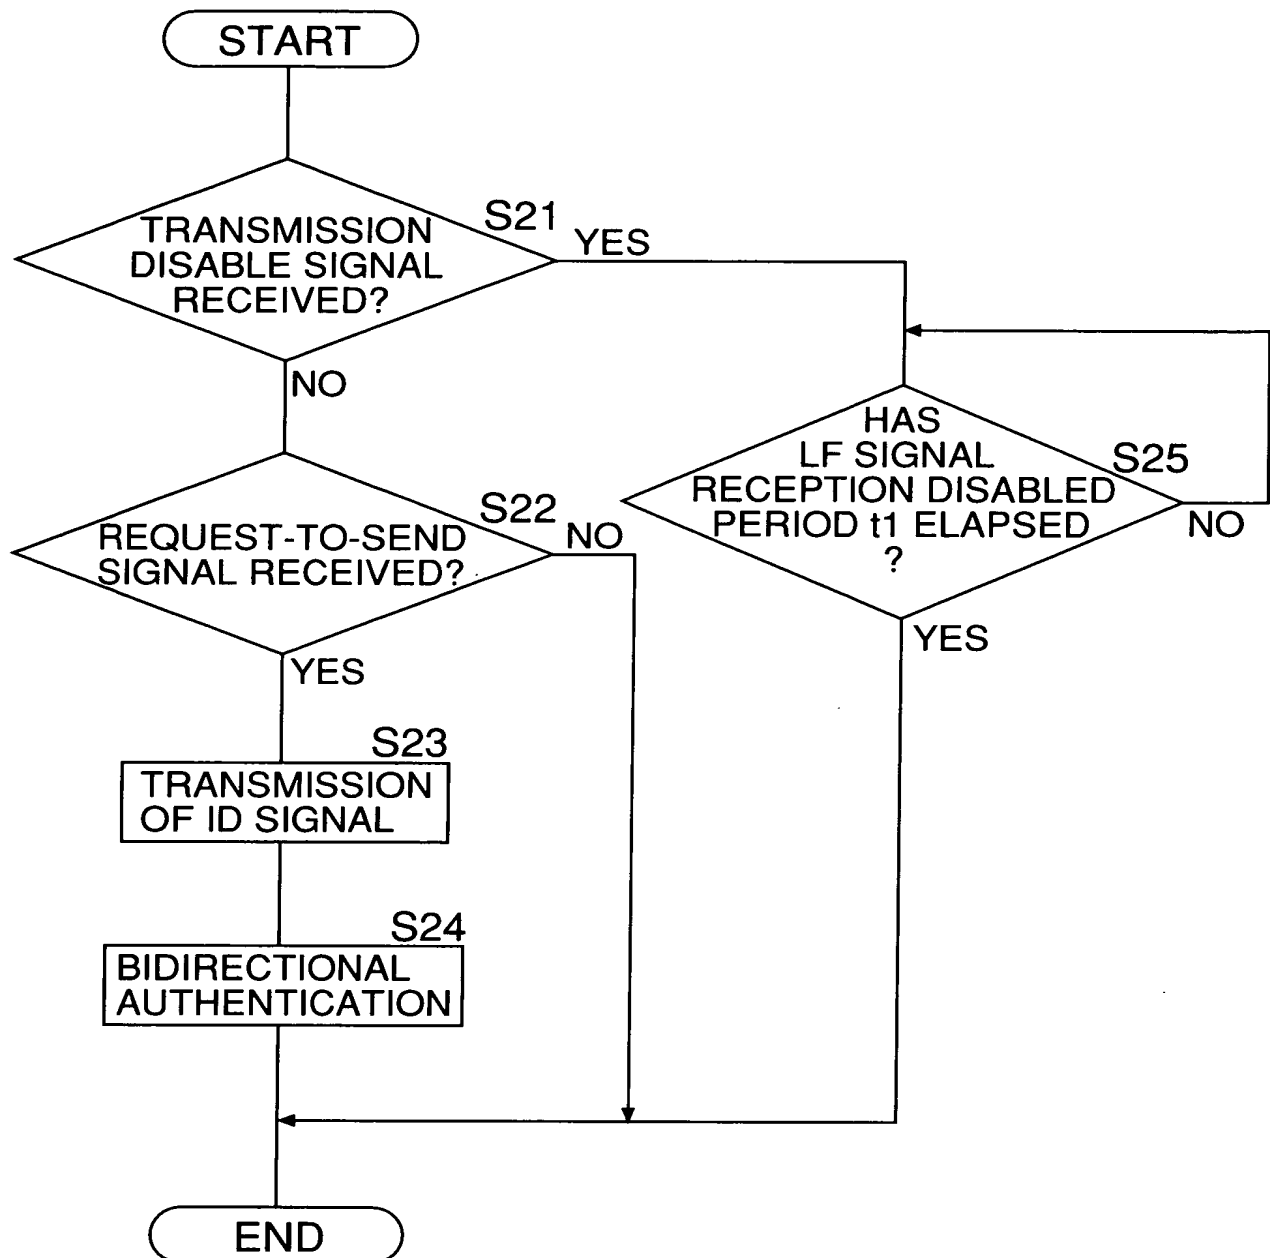 START
TRANSMISSION
DISABLE SIGNAL
RECEIVED?
S21
YES
NO
HAS
LF SIGNAL
RECEPTION DISABLED
PERIOD t1 ELAPSED
?
S25
NO
YES
REQUEST-TO-SEND
SIGNAL RECEIVED?
S22
NO
YES
S23
TRANSMISSION
OF ID SIGNAL
S24
BIDIRECTIONAL
AUTHENTICATION
END